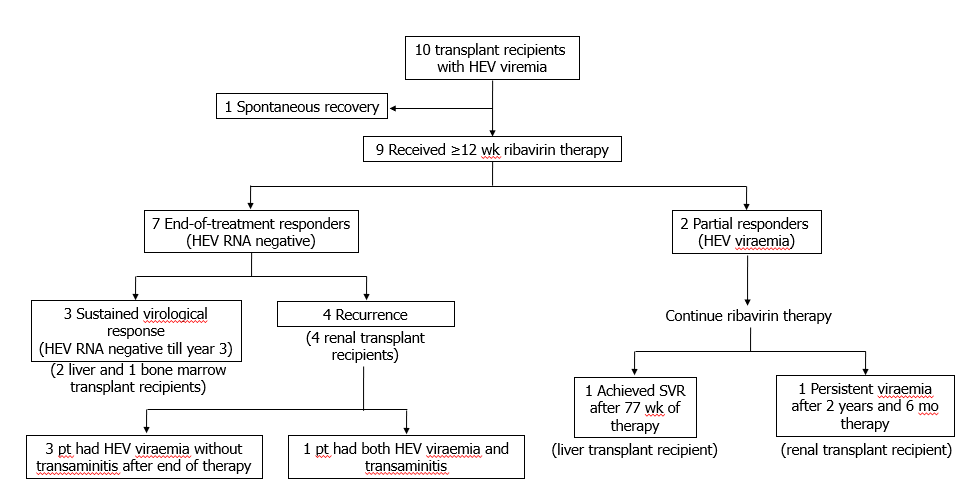 10 transplant recipients
with HEV viremia
1 Spontaneous recovery
9 Received ≥12 wk ribavirin therapy
7 End-of-treatment responders
(HEV RNA negative)
2 Partial responders
(HEV viraemia)
3 Sustained virological
response
(HEV RNA negative till year 3)
(2 liver and 1 bone marrow
transplant recipients)
4 Recurrence
(4 renal transplant
recipients)
Continue ribavirin therapy
3 pt had HEV viraemia without
transaminitis after end of therapy
1 pt had both HEV viraemia and
transaminitis
1 Achieved SVR
after 77 wk of
therapy
(liver transplant recipient)
1 Persistent viraemia
after 2 years and 6 mo
therapy
(renal transplant recipient)